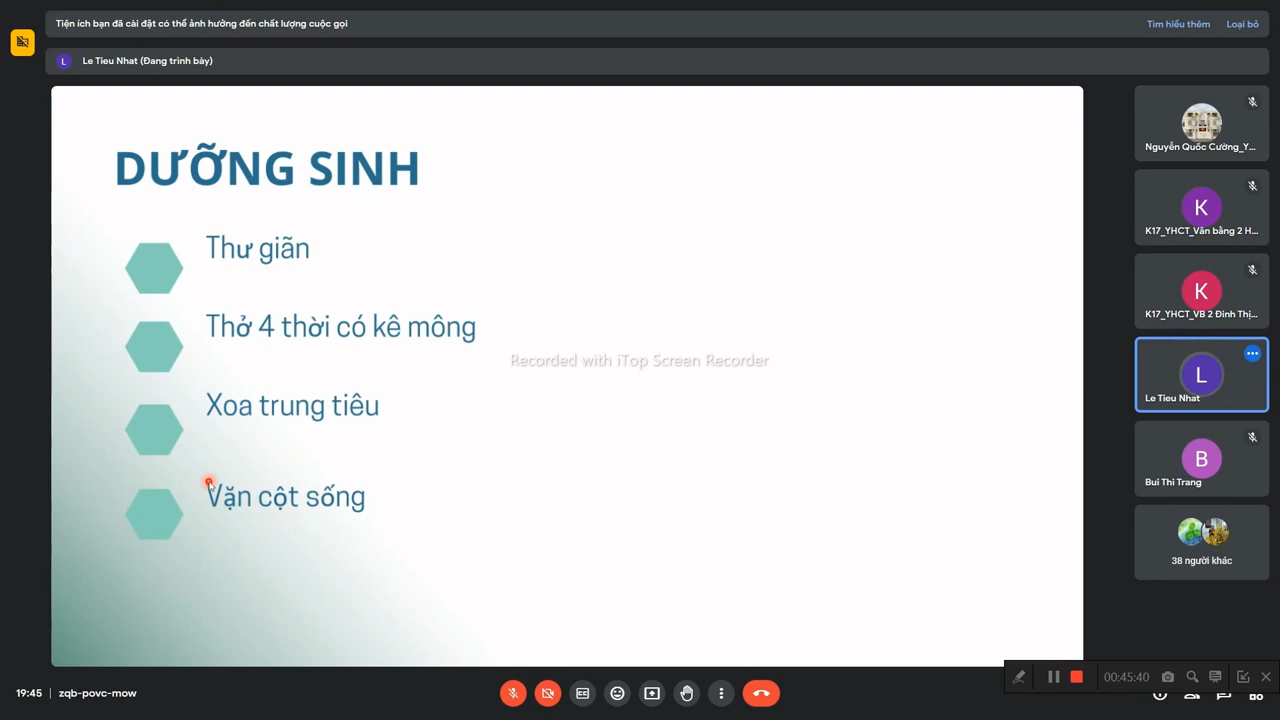 Tiện ích bạn đã cài đặt có thể ảnh hưởng đến chất lượng cuộc gọi
Tìm hiểu thêm
Loại bỏ
L
Le Tieu Nhat (Đang trình bày)
DƯỠNG SINH
Thư giãn
Thở 4 thời có kê mông
Xoa trung tiêu
Vặn cột sống
Recorded with iTop Screen Recorder
Nguyễn Quốc Cường_Y...
K
K17_YHCT_Văn bằng 2 H...
K
K17_YHCT_VB 2 Đinh Thị...
L
Le Tieu Nhat
B
Bui Thi Trang
38 người khác
19:45
zqb-povc-mow
00:45:40